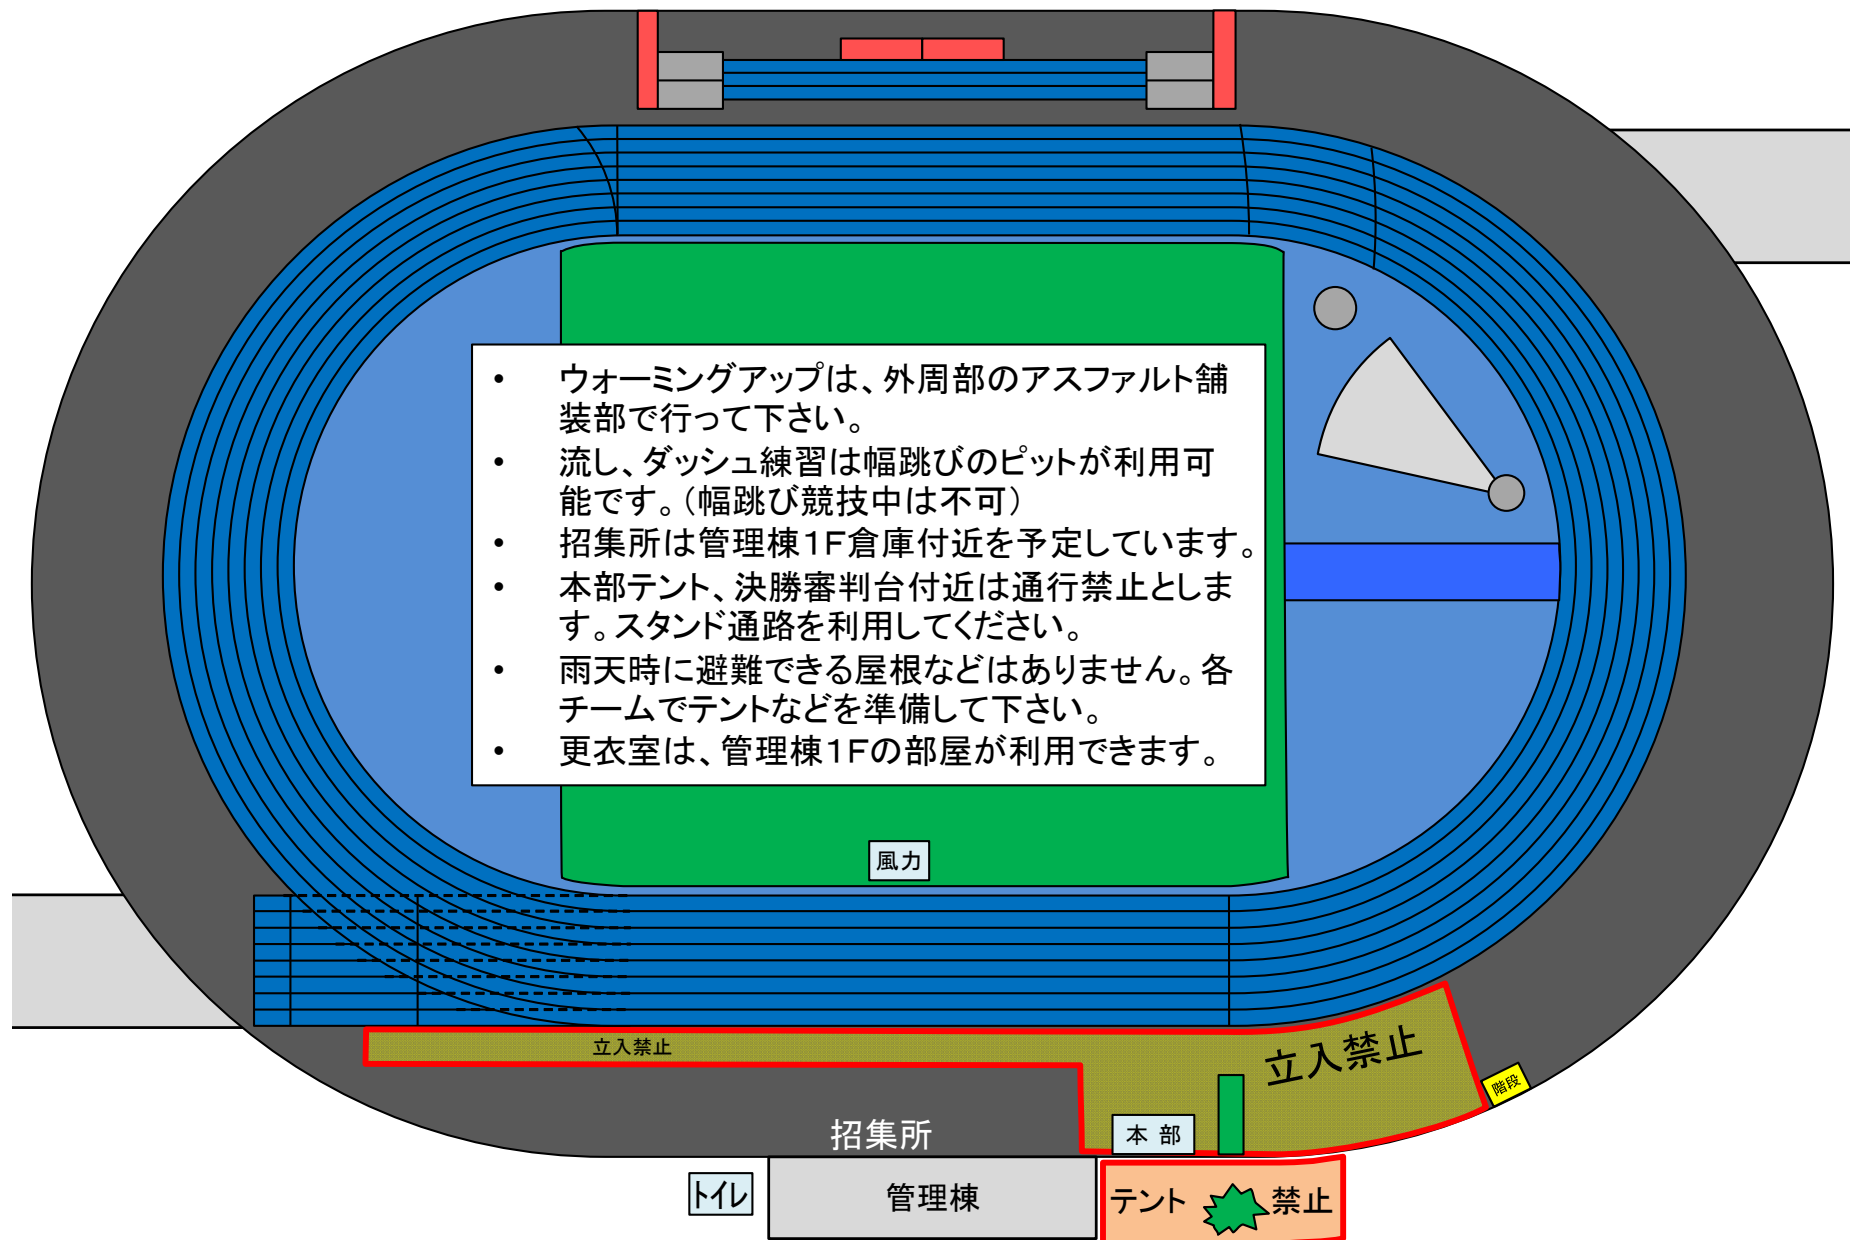 • ウォーミングアップは、外周部のアスファルト舗
装部で行って下さい。
• 流し、ダッシュ練習は幅跳びのピットが利用可
能です。（幅跳び競技中は不可）
• 招集所は管理棟１Ｆ倉庫付近を予定しています。
• 本部テント、決勝審判台付近は通行禁止としま
す。スタンド通路を利用してください。
• 雨天時に避難できる屋根などはありません。各
チームでテントなどを準備して下さい。
• 更衣室は、管理棟１Ｆの部屋が利用できます。
風力
立入禁止
立入禁止
階段
招集所
本 部
トイレ
管理棟
テント 禁止